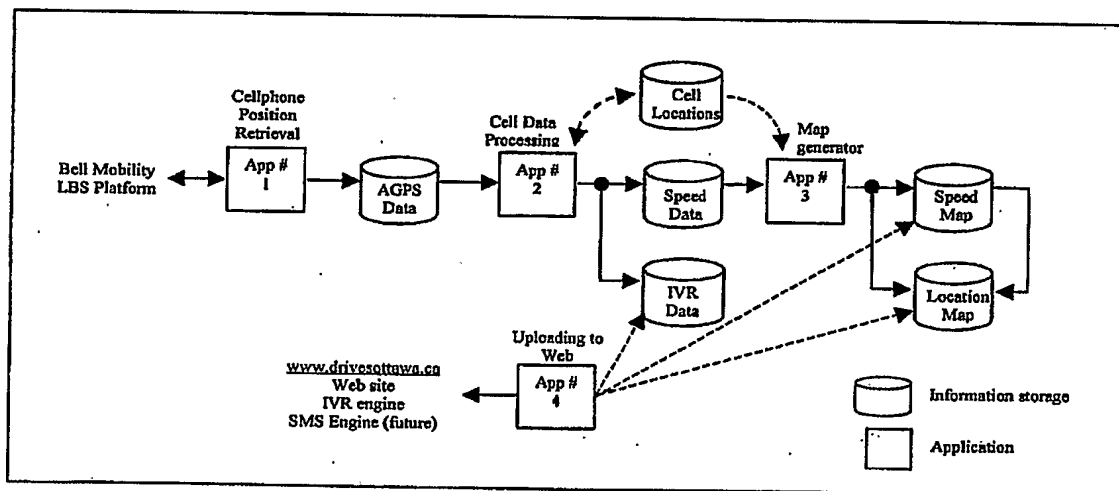 Cellphone
Position
Retrieval
Bell Mobility
LBS Platform
App #
1
AGPS
Data
Cell Data
Processing
App #
2
Cell
Locations
Speed
Data
IVR
Data
Map
generator
App #
3
Speed
Map
Location
Map
Uploading to
Web
App #
4
www.drivesottawa.ca
Web site
IVR engine
SMS Engine (future)
Information storage
Application